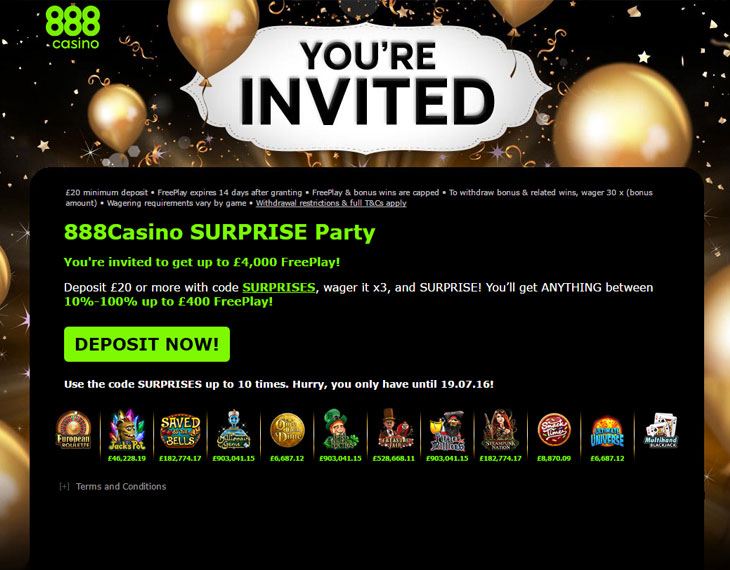 888
casino
YOU'RE
INVITED
£20 minimum deposit • FreePlay expires 14 days after granting • FreePlay & bonus wins are capped • To withdraw bonus & related wins, wager 30 x (bonus
amount) • Wagering requirements vary by game • Withdrawal restrictions & full T&Cs apply
888Casino SURPRISE Party
You're invited to get up to £4,000 FreePlay!
Deposit £20 or more with code SURPRISES, wager it x3, and SURPRISE! You'll get ANYTHING between
10%-100% up to £400 FreePlay!
DEPOSIT NOW!
Use the code SURPRISES up to 10 times. Hurry, you only have until 19.07.16!
European
ROULETTE
Jacks Pot
SAVED
BELLS
Millionaire
Genie
STEAMPUNK
NATION
ULTIMATE
UNIVERSE
Multihand
BLACKJACK
£46,228.19 £182,774.17 £903,041.15 £6,687.12 £903,041.15 £528,668.11 £903,041.15 £182,774.17 £8,870.09 £6,687.12
[+] Terms and Conditions